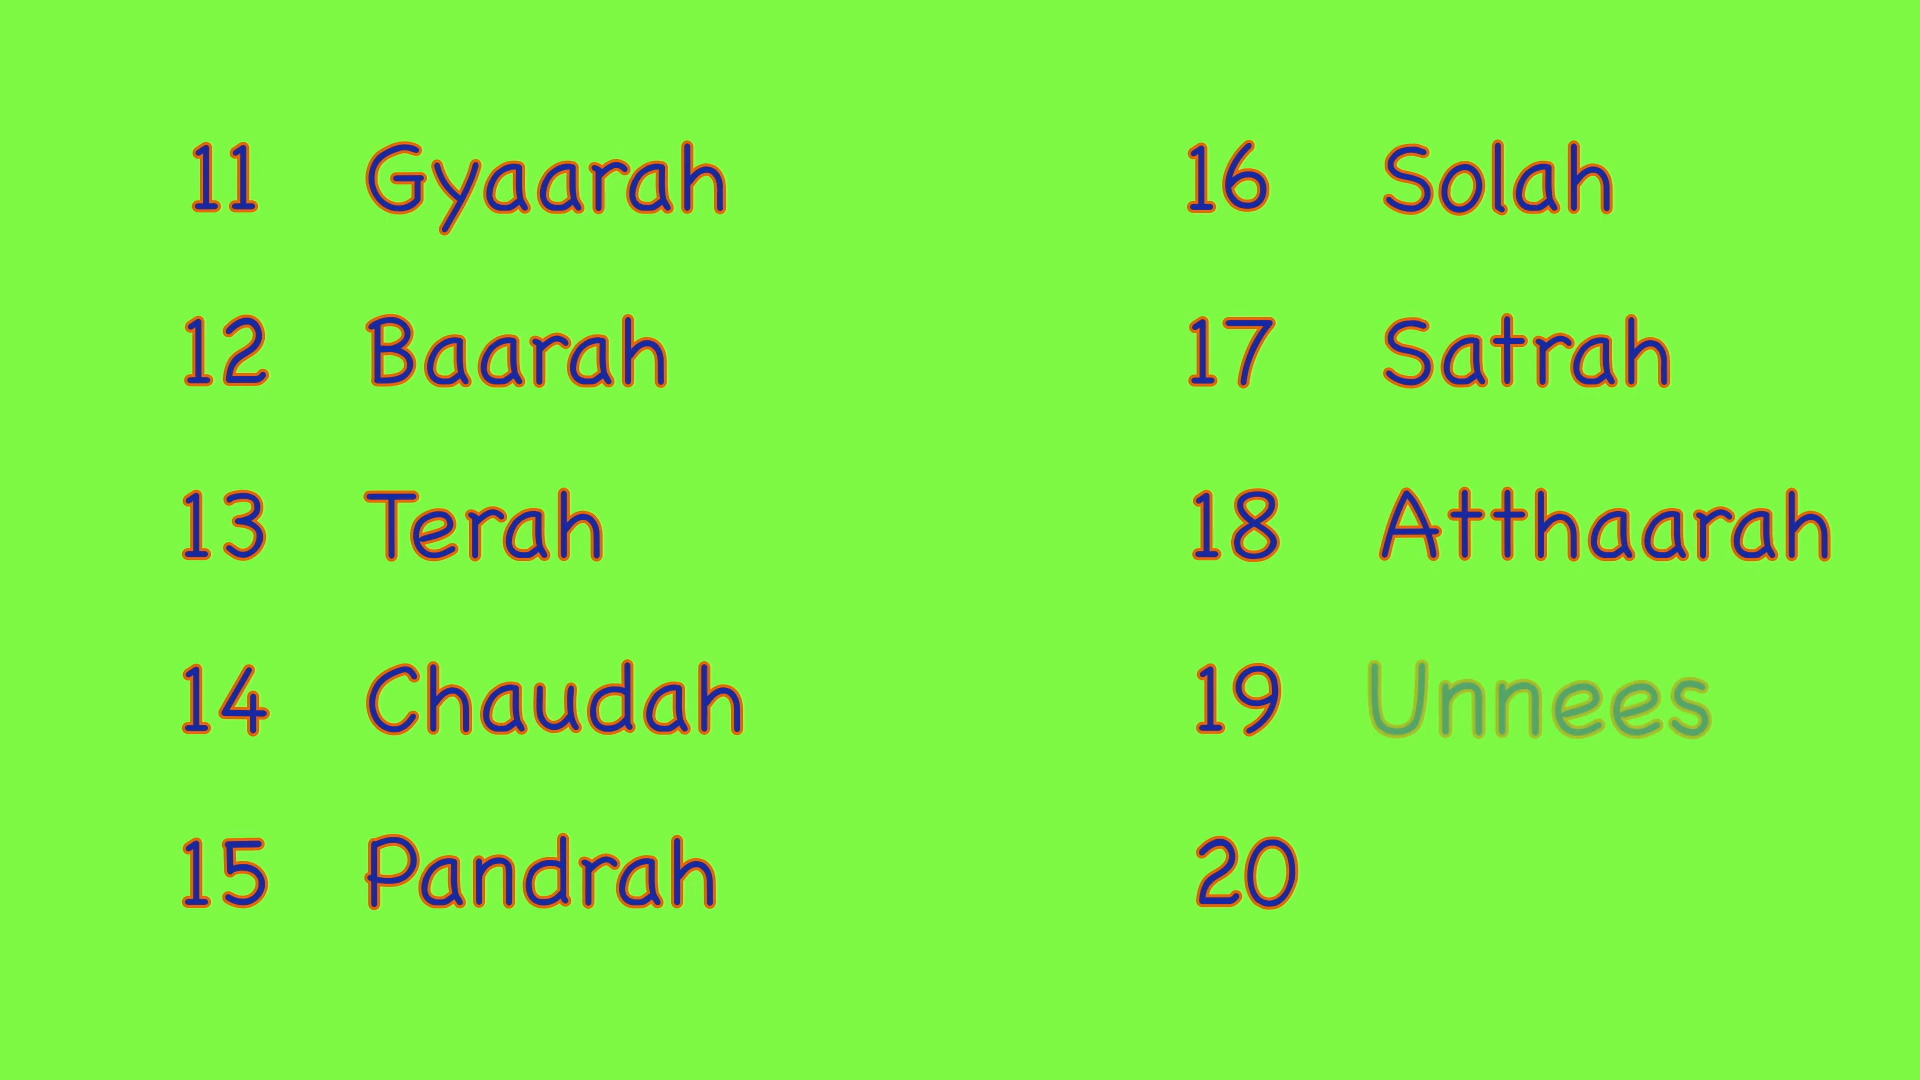 11 Gyaarah
12 Baarah
13 Terah
14 Chaudah
15 Pandrah
16 Solah
17 Satrah
18 Atthaarah
19 Unnees
20